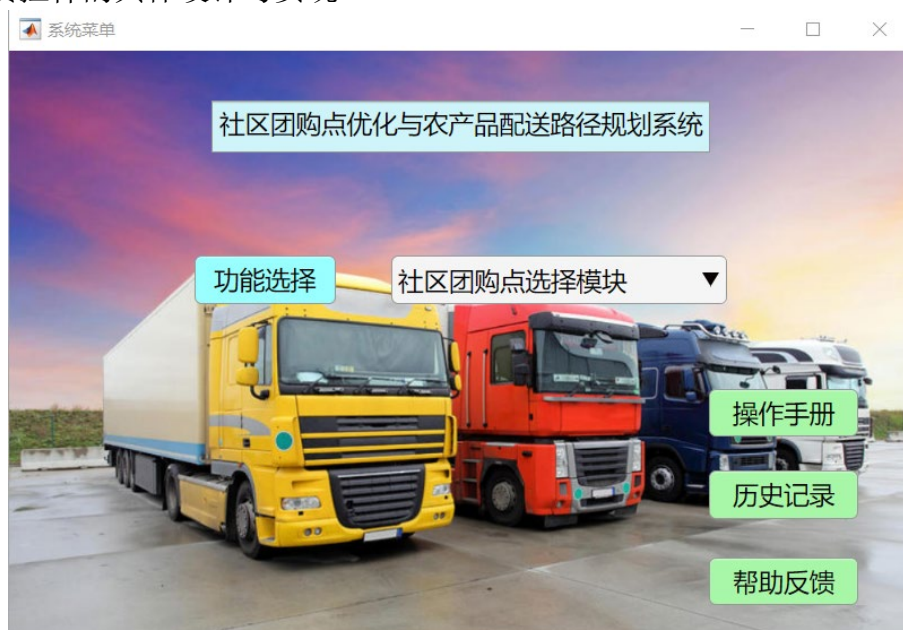 系统菜单
社区团购点优化与农产品配送路径规划系统
功能选择
社区团购点选择模块
操作手册
历史记录
帮助反馈